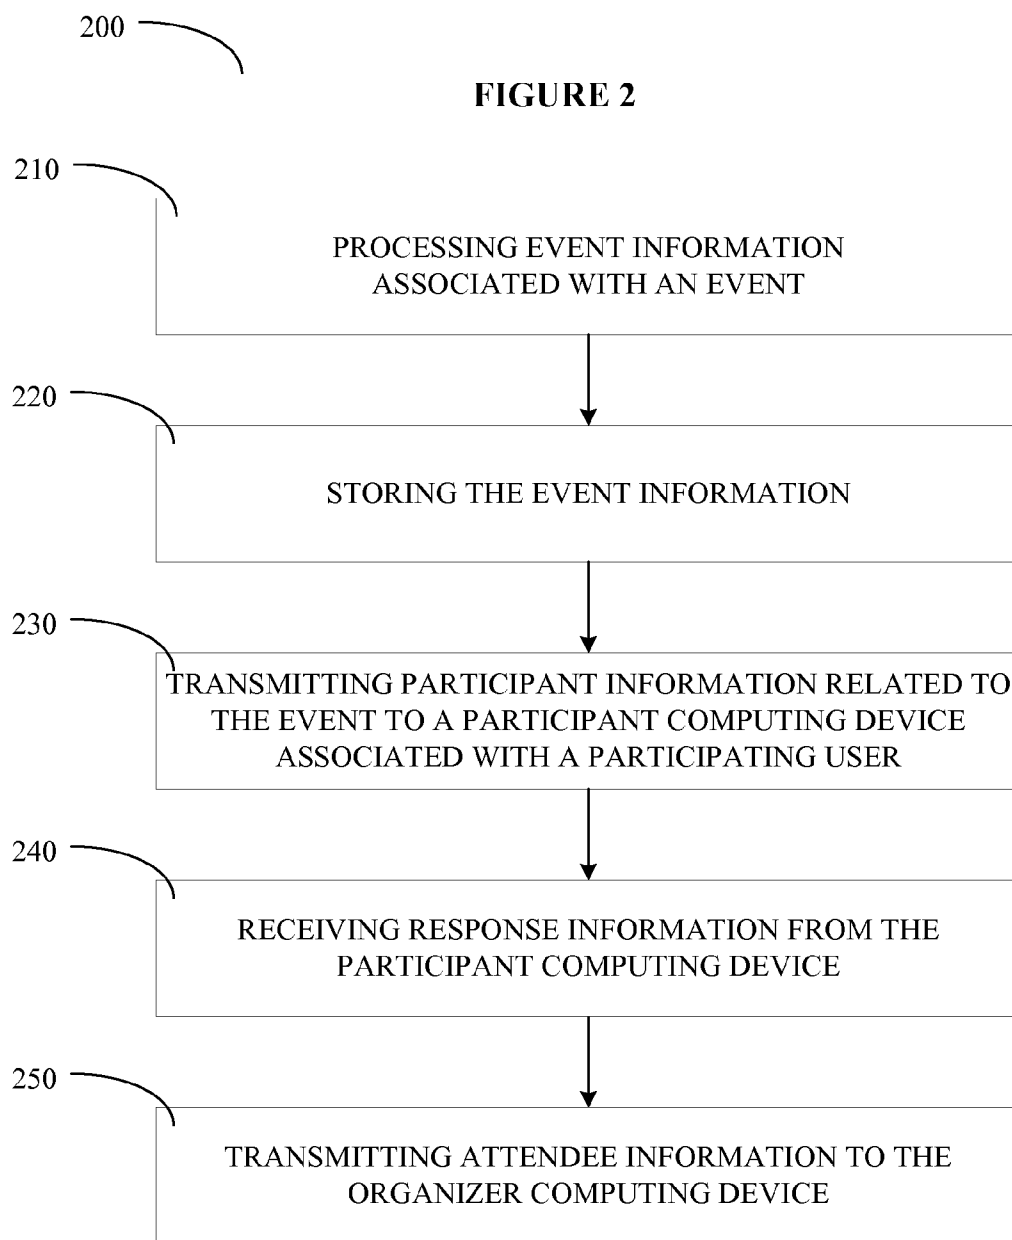 200
FIGURE 2
210
PROCESSING EVENT INFORMATION
ASSOCIATED WITH AN EVENT
220
STORING THE EVENT INFORMATION
230
TRANSMITTING PARTICIPANT INFORMATION RELATED TO
THE EVENT TO A PARTICIPANT COMPUTING DEVICE
ASSOCIATED WITH A PARTICIPATING USER
240
RECEIVING RESPONSE INFORMATION FROM THE
PARTICIPANT COMPUTING DEVICE
250
TRANSMITTING ATTENDEE INFORMATION TO THE
ORGANIZER COMPUTING DEVICE